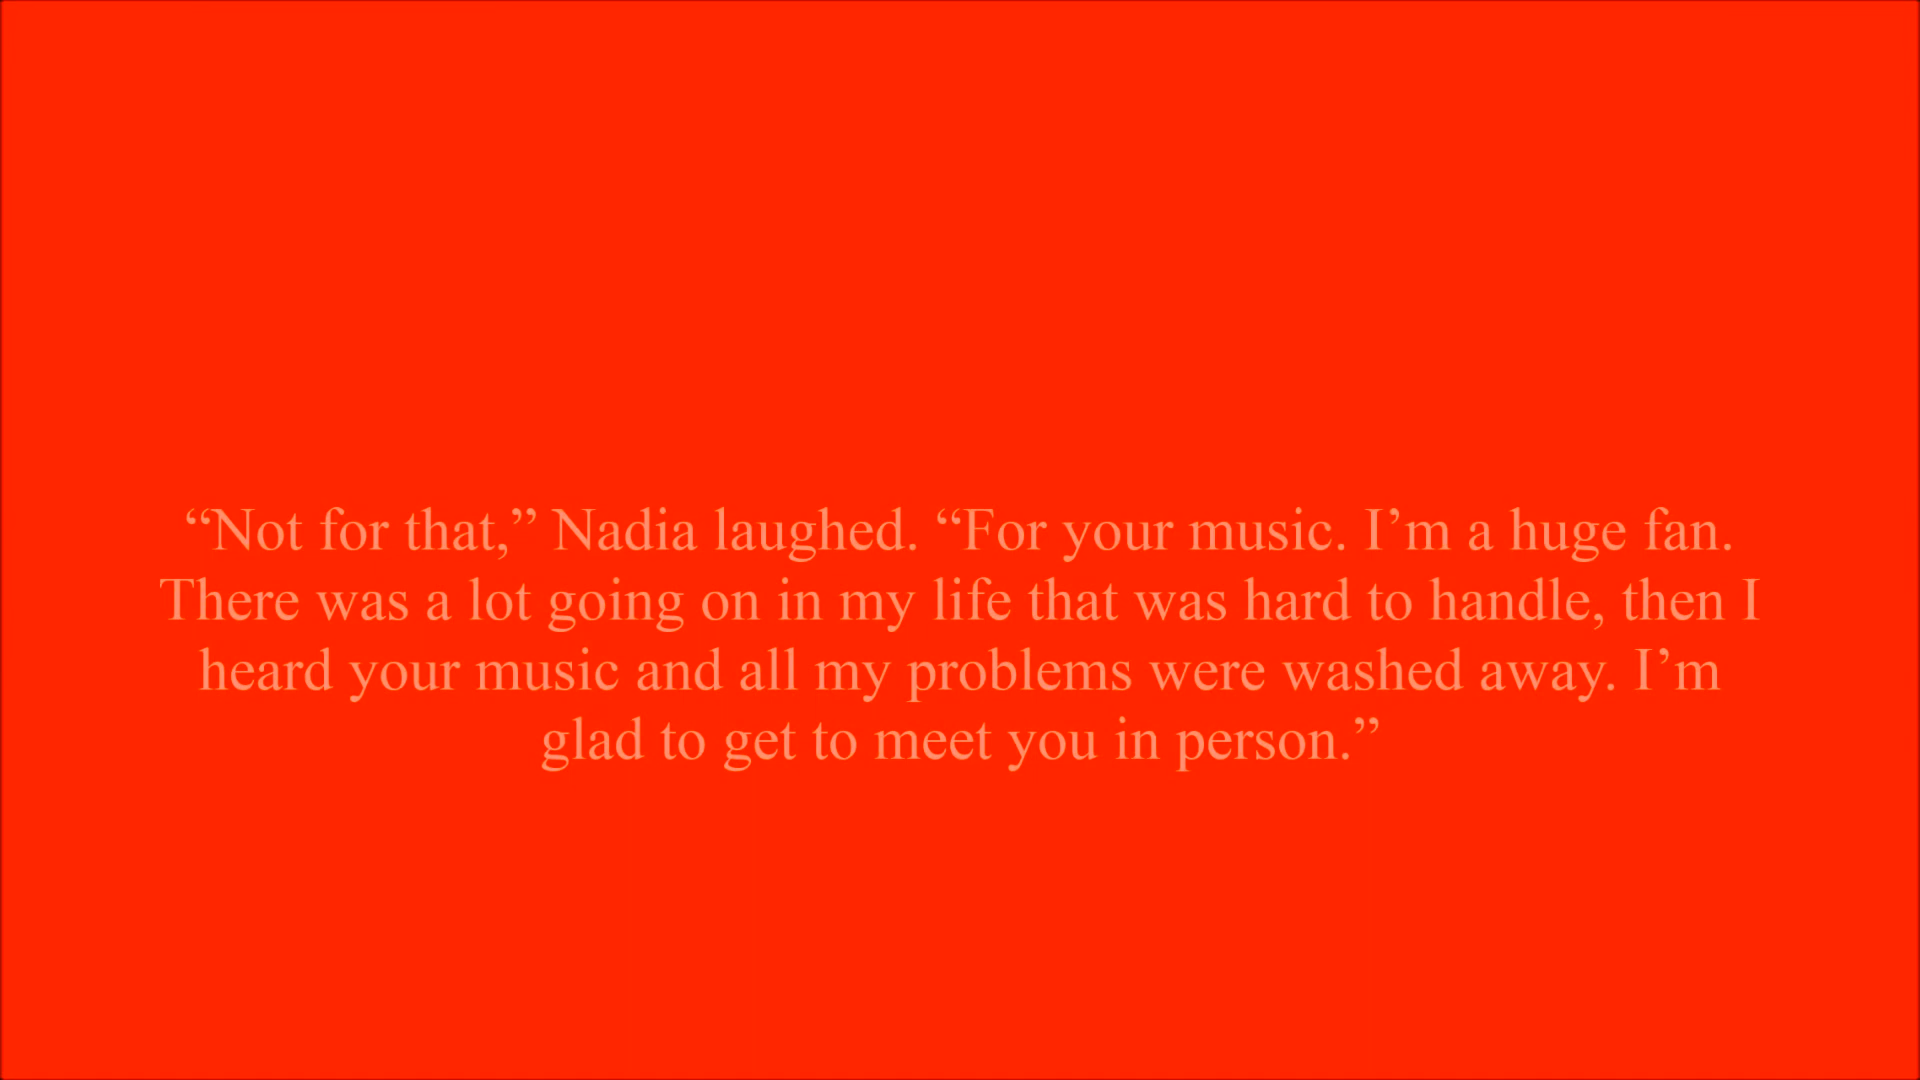 “Not for that,” Nadia laughed. “For your music. I’m a huge fan.
There was a lot going on in my life that was hard to handle, then I
heard your music and all my problems were washed away. I’m
glad to get to meet you in person.”